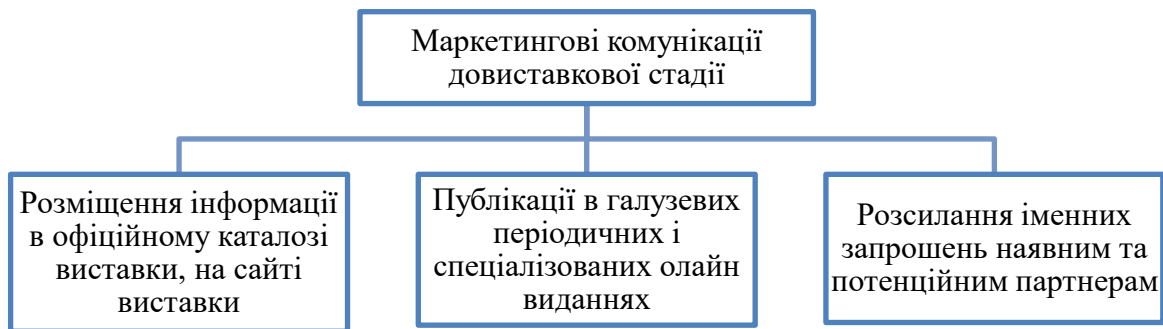 Маркетингові комунікації
довиставкової стадії
Розміщення інформації
в офіційному каталозі
виставки, на сайті
виставки
Публікації в галузевих
періодичних і
спеціалізованих олайн
виданнях
Розсилання іменних
запрошень наявним та
потенційним партнерам